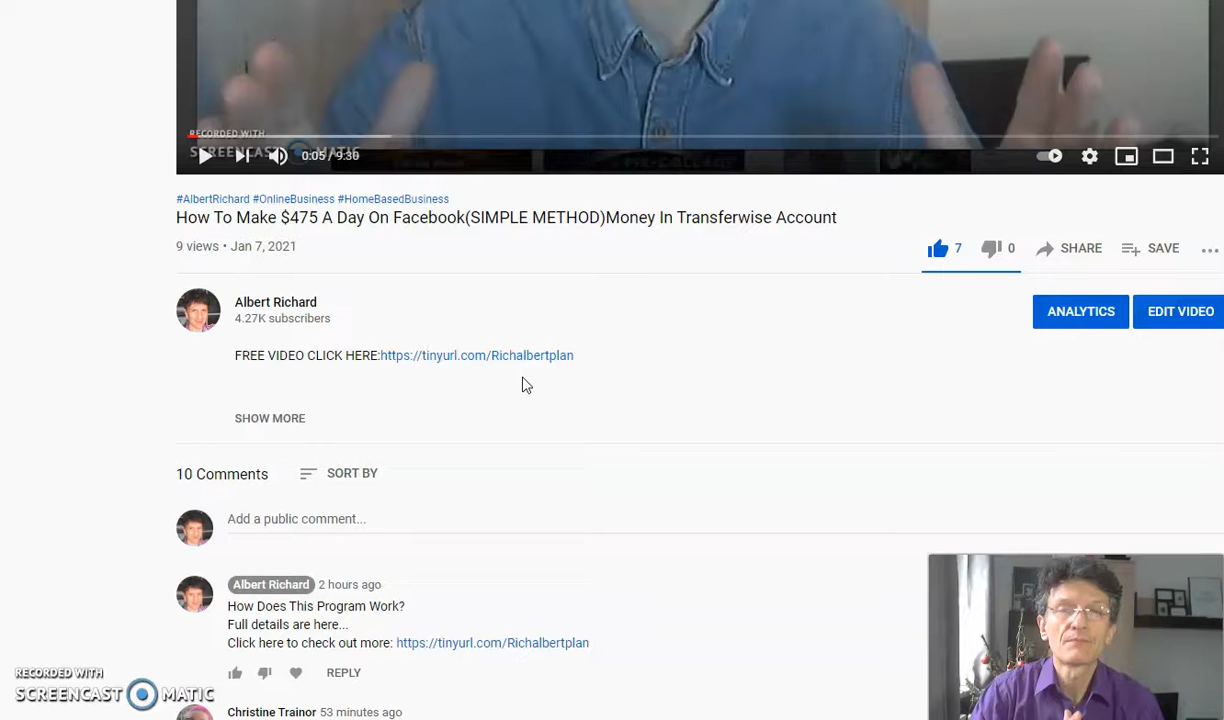 RECORDED WITH
SCREENCAST MATIC
0:05 / 9:30
#AlbertRichard #OnlineBusiness #HomeBasedBusiness
How To Make $475 A Day On Facebook(SIMPLE METHOD)Money In Transferwise Account
9 views • Jan 7, 2021
7 0 SHARE SAVE ...
Albert Richard
4.27K subscribers
ANALYTICS EDIT VIDEO
FREE VIDEO CLICK HERE:https://tinyurl.com/Richalbertplan
SHOW MORE
10 Comments SORT BY
Add a public comment...
Albert Richard 2 hours ago
How Does This Program Work?
Full details are here...
Click here to check out more: https://tinyurl.com/Richalbertplan
REPLY
RECORDED WITH
SCREENCAST MATIC
Christine Trainor 53 minutes ago